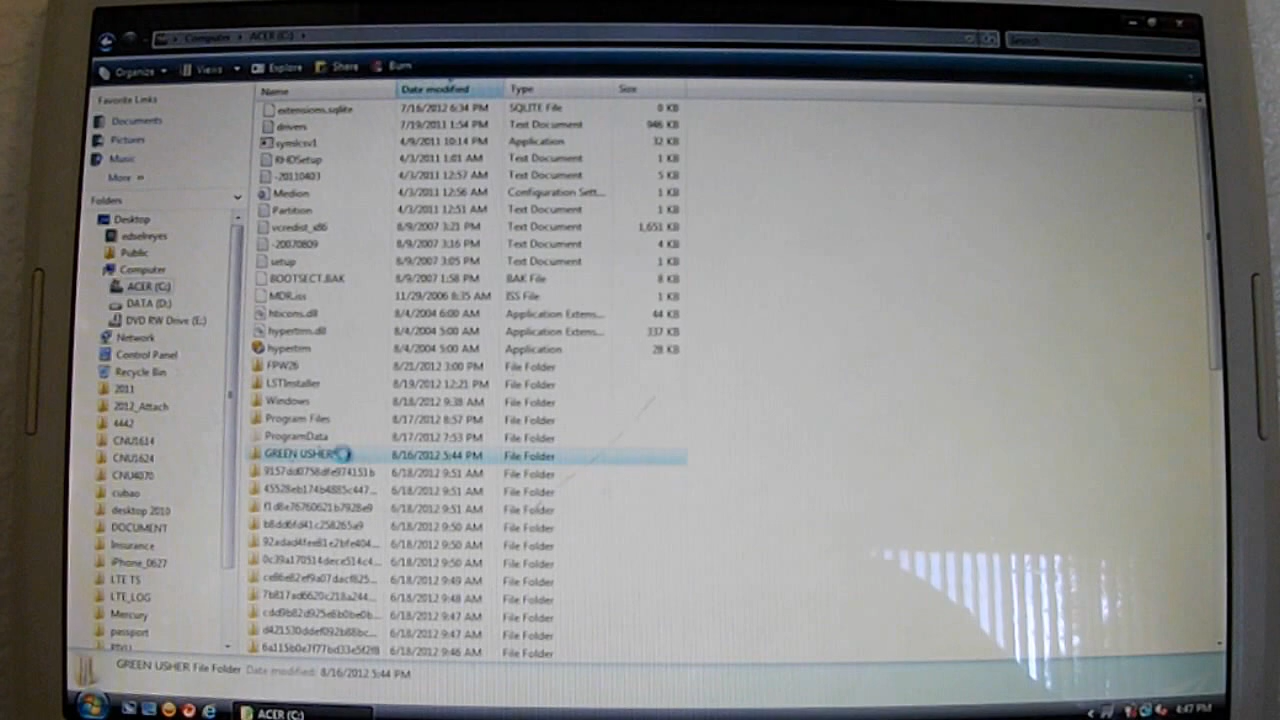 Computer ACER (C:)
Search
Organize Views Explore Share Burn
Favorite Links
Documents
Pictures
Music
More
Folders
Desktop
edselreyes
Public
Computer
ACER (C:)
DATA (D:)
DVD RW Drive (E:)
Network
Control Panel
Recycle Bin
2011
2012_Attach
4442
CNU1614
CNU1624
CNU4070
cubao
desktop 2010
DOCUMENT
Insurance
iPhone_0627
LTE TS
LTE_LOG
Mercury
passport
Name Date modified Type Size
extensions.sqlite 7/16/2012 6:34 PM SQLITE File 0 KB
drivers 7/19/2011 1:54 PM Text Document 946 KB
symlcsv1 4/9/2011 10:14 PM Application 32 KB
RHDSetup 4/3/2011 1:01 AM Text Document 1 KB
-20110403 4/3/2011 12:57 AM Text Document 5 KB
Medion 4/3/2011 12:56 AM Configuration Sett... 1 KB
Partition 4/3/2011 12:51 AM Text Document 1 KB
vcredist_x86 8/9/2007 3:21 PM Text Document 1,651 KB
-20070809 8/9/2007 3:16 PM Text Document 4 KB
setup 8/9/2007 3:05 PM Text Document 1 KB
BOOTSECT.BAK 8/9/2007 1:58 PM BAK File 8 KB
MDR.iss 11/29/2006 8:35 AM ISS File 1 KB
hticons.dll 8/4/2004 6:00 AM Application Extens... 44 KB
hypertrm.dll 8/4/2004 5:00 AM Application Extens... 337 KB
hypertrm 8/4/2004 5:00 AM Application 28 KB
FPW26 8/21/2012 3:00 PM File Folder
LSTInstaller 8/19/2012 12:21 PM File Folder
Windows 8/18/2012 9:38 AM File Folder
Program Files 8/17/2012 8:57 PM File Folder
ProgramData 8/17/2012 7:53 PM File Folder
GREEN USHER 8/16/2012 5:44 PM File Folder
9157dd0758dfe974151b 6/18/2012 9:51 AM File Folder
45528eb174b4885c447... 6/18/2012 9:51 AM File Folder
f1d8e76760621b7928e9 6/18/2012 9:51 AM File Folder
b8dd6fd41c258265a9 6/18/2012 9:50 AM File Folder
92adad4fee81e2bfe404... 6/18/2012 9:50 AM File Folder
0c39a170514dece514c4... 6/18/2012 9:50 AM File Folder
ce86e82ef9a07dacf825... 6/18/2012 9:49 AM File Folder
7b817ad6620c218a244... 6/18/2012 9:48 AM File Folder
cdd9b82d925e8b0be0b... 6/18/2012 9:47 AM File Folder
d421530ddef092b88bc... 6/18/2012 9:47 AM File Folder
6a115b0e7f77bd33e5f2f8 6/18/2012 9:46 AM File Folder
GREEN USHER File Folder Date modified: 8/16/2012 5:44 PM
ACER (C:)
4:47 PM